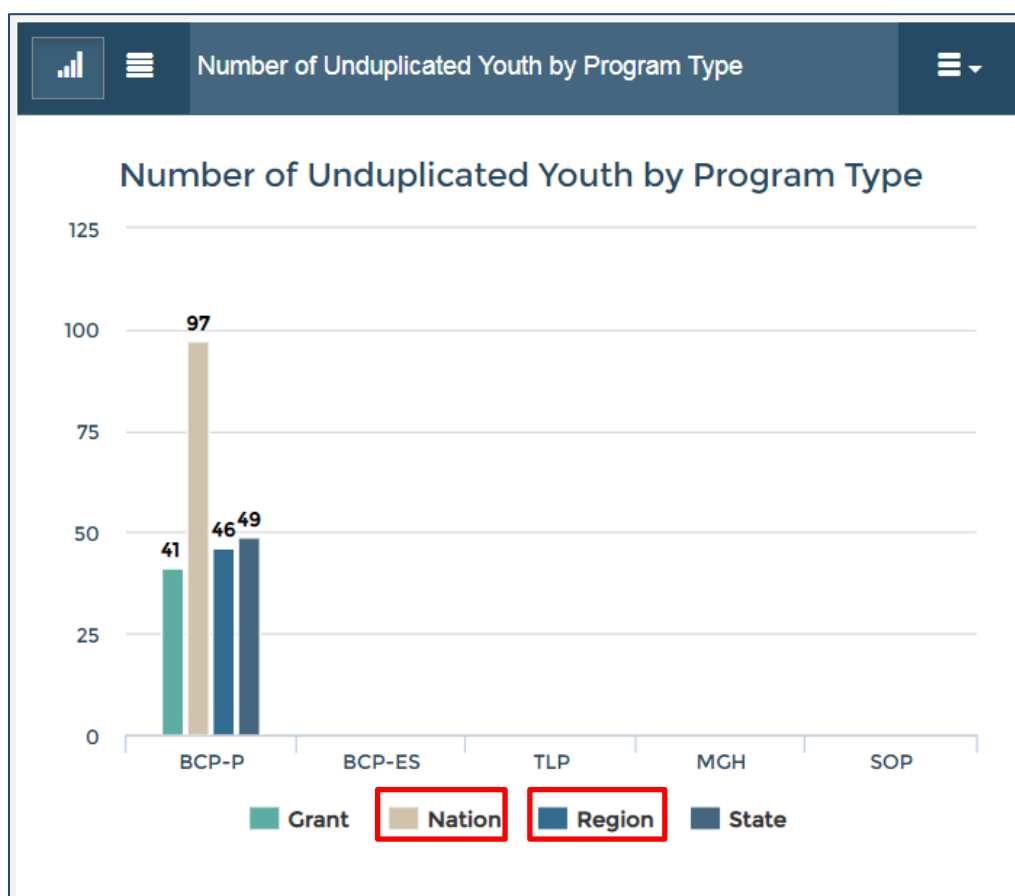 Number of Unduplicated Youth by Program Type
Number of Unduplicated Youth by Program Type
125
100
97
75
50
41
46
49
25
0
BCP-P BCP-ES TLP MGH SOP
Grant Nation Region State